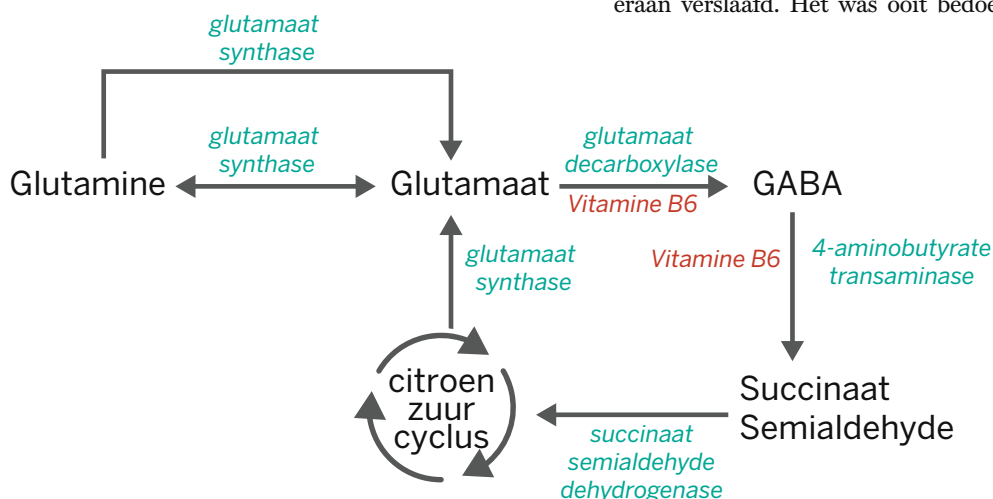 eraan verslaafd. Het was ooit bedoe
glutamaat
synthase
glutamaat
synthase
glutamaat
decarboxylase
Glutamine
Glutamaat
GABA
Vitamine B6
glutamaat
synthase
Vitamine B6
4-aminobutyrate
transaminase
citroen
zuur
cyclus
Succinaat
Semialdehyde
succinaat
semialdehyde
dehydrogenase